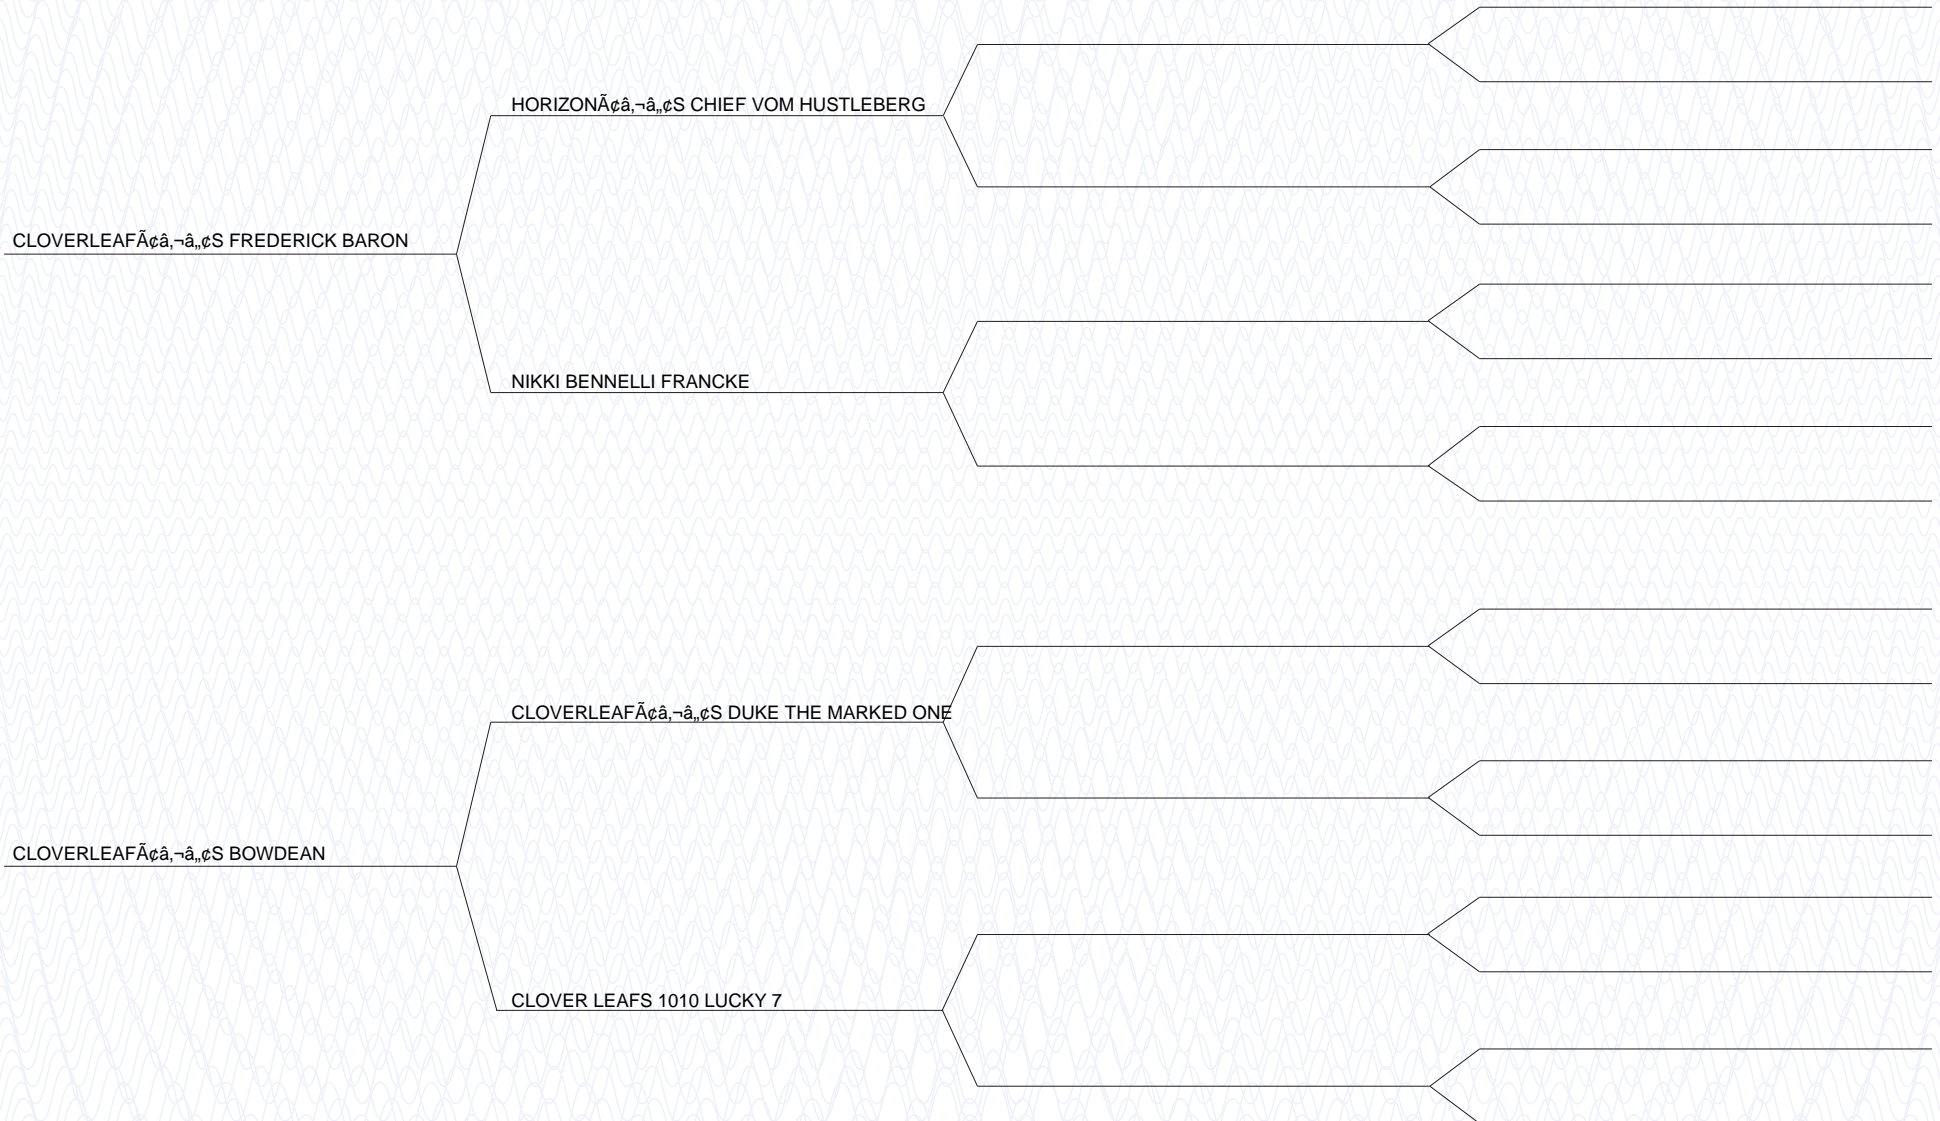 HORIZONÃ¢â‚¬â„¢S CHIEF VOM HUSTLEBERG
CLOVERLEAFÃ¢â‚¬â„¢S FREDERICK BARON
NIKKI BENNELLI FRANCKE
CLOVERLEAFÃ¢â‚¬â„¢S DUKE THE MARKED ONE
CLOVERLEAFÃ¢â‚¬â„¢S BOWDEAN
CLOVER LEAFS 1010 LUCKY 7